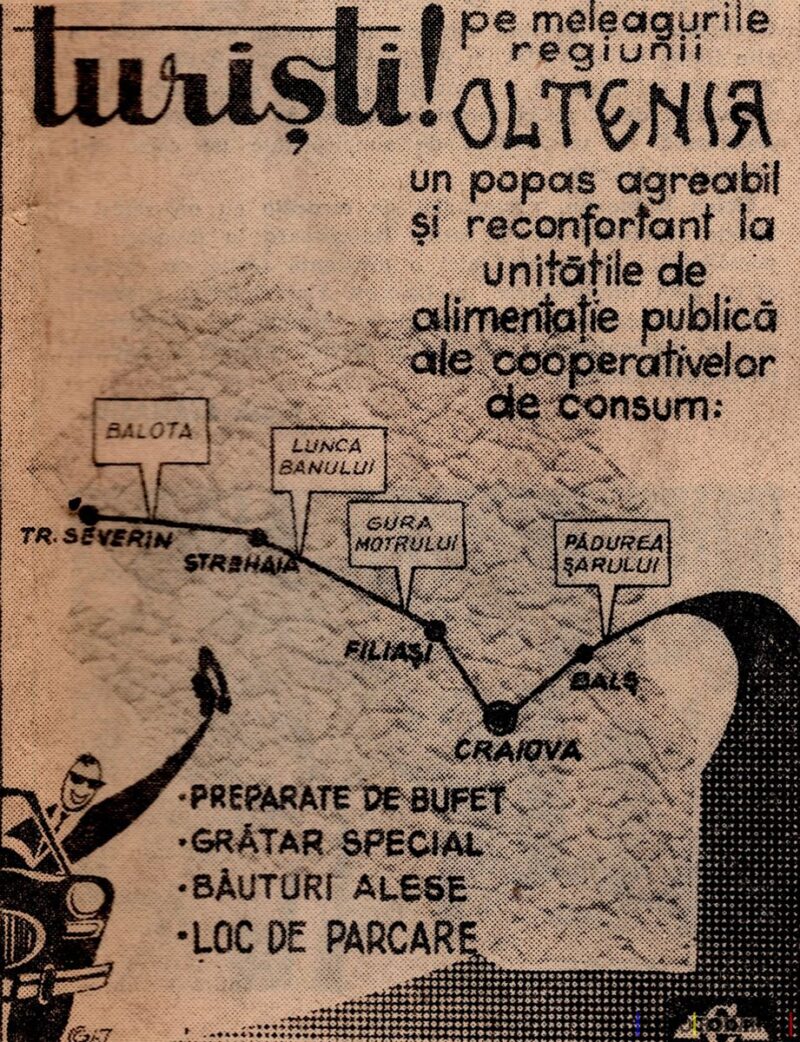 turiști!
pe meleagurile
regiunii
OLTENIA
un popas agreabil
și reconfortant la
unitățile de
alimentație publică
ale cooperativelor
de consum:
BALOTA
LUNCA
BANULUI
GURA
MOTRULUI
PĂDUREA
ȘARULUI
TR. SEVERIN
STREHAIA
FILIAȘI
BALȘ
CRAIOVA
•PREPARATE DE BUFET
•GRĂTAR SPECIAL
•BĂUTURI ALESE
•LOC DE PARCARE